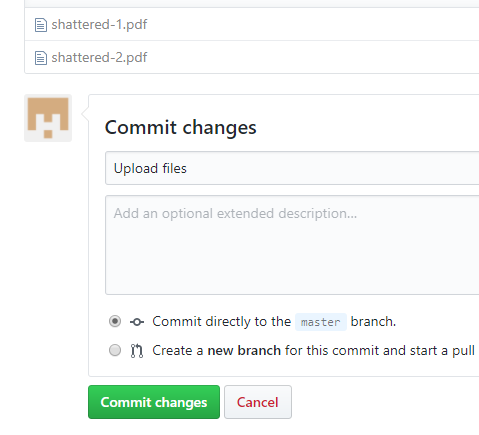 shattered-1.pdf
shattered-2.pdf
Commit changes
Upload files
Add an optional extended description...
Commit directly to the master branch.
Create a new branch for this commit and start a pull
Commit changes
Cancel